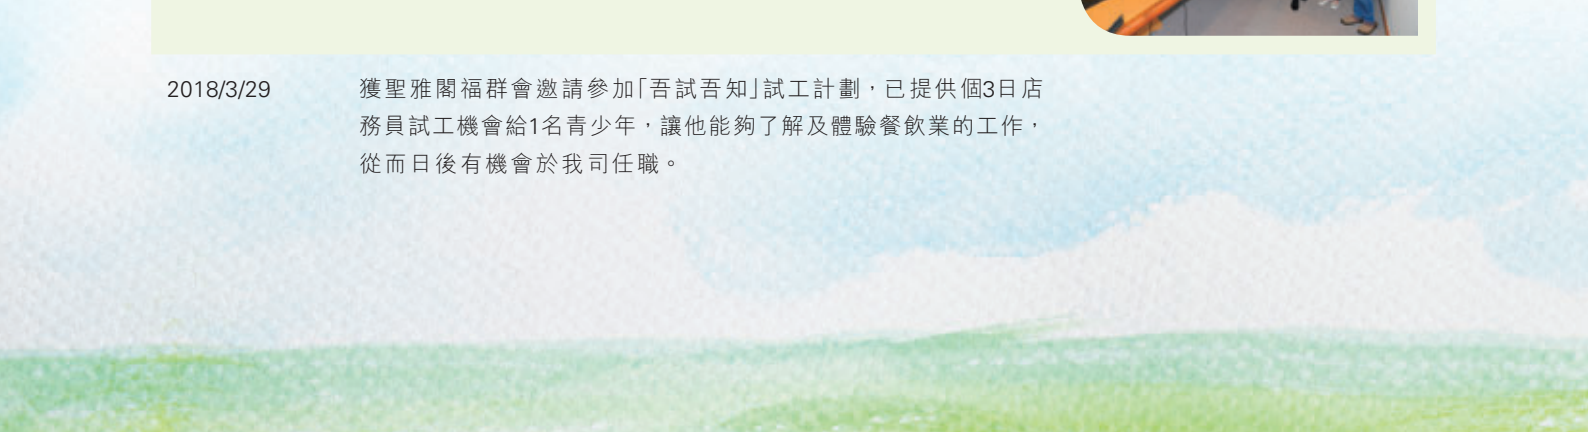 2018/3/29 獲聖雅閣福群會邀請參加「吾試吾知」試工計劃，已提供個3日店
務員試工機會給1名青少年，讓他能夠了解及體驗餐飲業的工作，
從而日後有機會於我司任職。